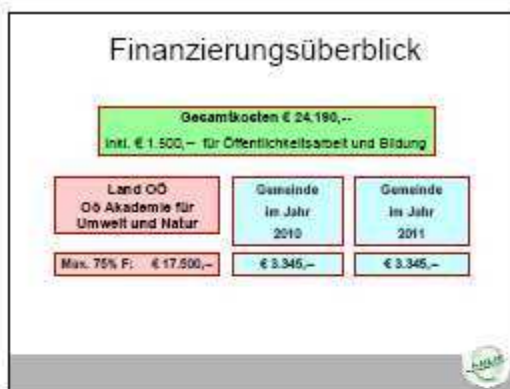 Finanzierungsüberblick
Gesamtkosten € 24.190,--
inkl. € 1.500,– für Öffentlichkeitsarbeit und Bildung
Land OÖ
OÖ Akademie für
Umwelt und Natur
Gemeinde
im Jahr
2010
Gemeinde
im Jahr
2011
Max. 75% F: € 17.500,–
€ 3.345,–
€ 3.345,–